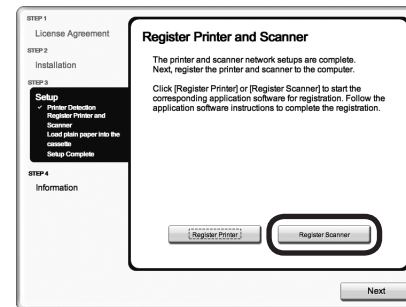 STEP 1
License Agreement
STEP 2
Installation
STEP 3
Setup
✓ Printer Detection
Register Printer and
Scanner
Load plain paper into the
cassette
Setup Complete
STEP 4
Information
Register Printer and Scanner
The printer and scanner network setups are complete.
Next, register the printer and scanner to the computer.
Click [Register Printer] or [Register Scanner] to start the
corresponding application software for registration. Follow the
application software instructions to complete the registration.
Register Printer
Register Scanner
Next